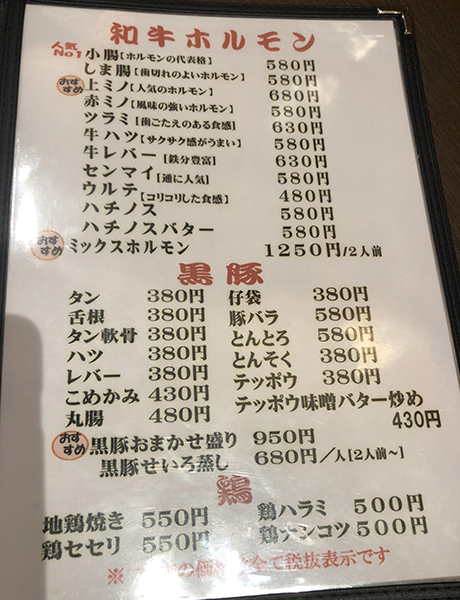 和牛ホルモン
人気No1 小腸【ホルモンの代表格】 580円
しま腸【歯切れのよいホルモン】 580円
おすすめ 上ミノ【人気のホルモン】 680円
赤ミノ【風味の強いホルモン】 580円
ツラミ【歯ごたえのある食感】 630円
牛ハツ【サクサク感がうまい】 580円
牛レバー【鉄分豊富】 630円
センマイ【通に人気】 580円
ウルテ【コリコリした食感】 480円
ハチノス 580円
ハチノスバター 580円
おすすめ ミックスホルモン 1250円/2人前
黒豚
タン 380円 仔袋 380円
舌根 380円 豚バラ 580円
タン軟骨 380円 とんとろ 580円
ハツ 380円 とんそく 380円
レバー 380円 テッポウ 380円
こめかみ 430円 テッポウ味噌バター炒め
丸腸 480円 430円
おすすめ 黒豚おまかせ盛り 950円
黒豚せいろ蒸し 680円/人【2人前~】
鶏
地鶏焼き 550円 鶏ハラミ 500円
鶏セセリ 550円 鶏ナンコツ 500円
※ の価格 全て税抜表示です